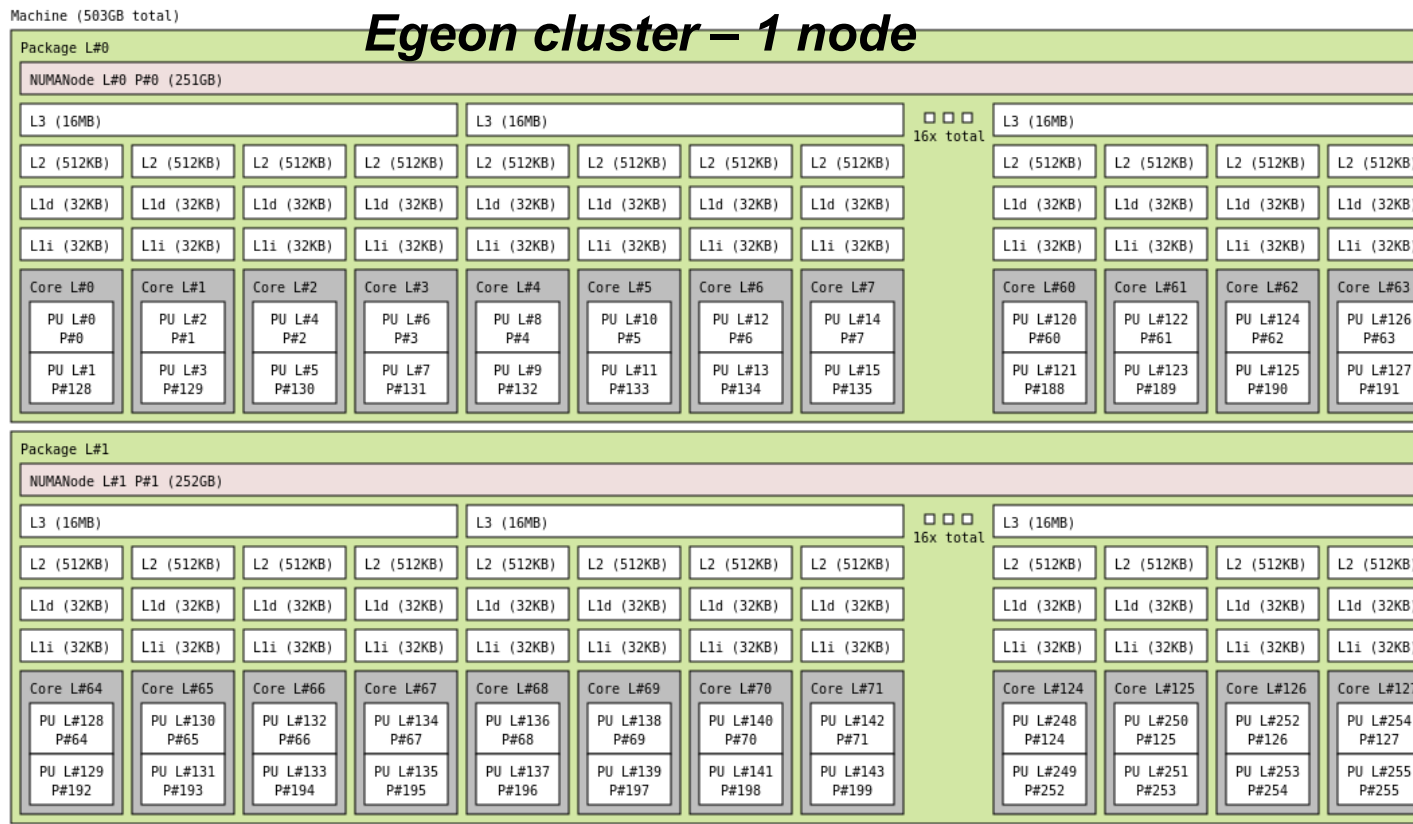 Machine (503GB total)
Egeon cluster – 1 node
Package L#0
NUMANode L#0 P#0 (251GB)
L3 (16MB) L3 (16MB) 16x total L3 (16MB)
L2 (512KB) L2 (512KB) L2 (512KB) L2 (512KB) L2 (512KB) L2 (512KB) L2 (512KB) L2 (512KB) L2 (512KB) L2 (512KB) L2 (512KB) L2 (512KB)
L1d (32KB) L1d (32KB) L1d (32KB) L1d (32KB) L1d (32KB) L1d (32KB) L1d (32KB) L1d (32KB) L1d (32KB) L1d (32KB) L1d (32KB) L1d (32KB
L1i (32KB) L1i (32KB) L1i (32KB) L1i (32KB) L1i (32KB) L1i (32KB) L1i (32KB) L1i (32KB) L1i (32KB) L1i (32KB) L1i (32KB) L1i (32KB
Core L#0 Core L#1 Core L#2 Core L#3 Core L#4 Core L#5 Core L#6 Core L#7 Core L#60 Core L#61 Core L#62 Core L#63
PU L#0 PU L#2 PU L#4 PU L#6 PU L#8 PU L#10 PU L#12 PU L#14 PU L#120 PU L#122 PU L#124 PU L#126
P#0 P#1 P#2 P#3 P#4 P#5 P#6 P#7 P#60 P#61 P#62 P#63
PU L#1 PU L#3 PU L#5 PU L#7 PU L#9 PU L#11 PU L#13 PU L#15 PU L#121 PU L#123 PU L#125 PU L#127
P#128 P#129 P#130 P#131 P#132 P#133 P#134 P#135 P#188 P#189 P#190 P#191
Package L#1
NUMANode L#1 P#1 (252GB)
L3 (16MB) L3 (16MB) 16x total L3 (16MB)
L2 (512KB) L2 (512KB) L2 (512KB) L2 (512KB) L2 (512KB) L2 (512KB) L2 (512KB) L2 (512KB) L2 (512KB) L2 (512KB) L2 (512KB) L2 (512KB)
L1d (32KB) L1d (32KB) L1d (32KB) L1d (32KB) L1d (32KB) L1d (32KB) L1d (32KB) L1d (32KB) L1d (32KB) L1d (32KB) L1d (32KB) L1d (32KB
L1i (32KB) L1i (32KB) L1i (32KB) L1i (32KB) L1i (32KB) L1i (32KB) L1i (32KB) L1i (32KB) L1i (32KB) L1i (32KB) L1i (32KB) L1i (32KB
Core L#64 Core L#65 Core L#66 Core L#67 Core L#68 Core L#69 Core L#70 Core L#71 Core L#124 Core L#125 Core L#126 Core L#127
PU L#128 PU L#130 PU L#132 PU L#134 PU L#136 PU L#138 PU L#140 PU L#142 PU L#248 PU L#250 PU L#252 PU L#254
P#64 P#65 P#66 P#67 P#68 P#69 P#70 P#71 P#124 P#125 P#126 P#127
PU L#129 PU L#131 PU L#133 PU L#135 PU L#137 PU L#139 PU L#141 PU L#143 PU L#249 PU L#251 PU L#253 PU L#255
P#192 P#193 P#194 P#195 P#196 P#197 P#198 P#199 P#252 P#253 P#254 P#255